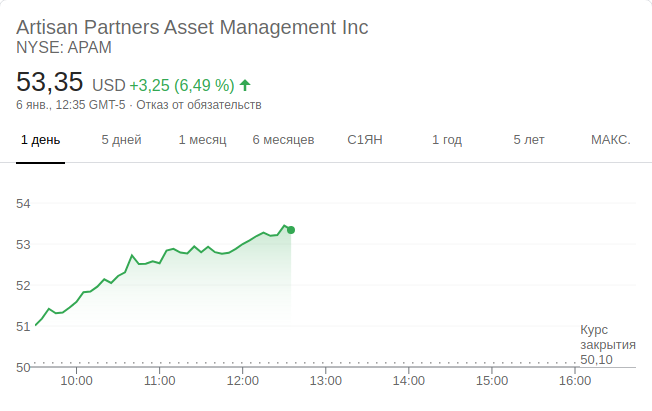 Artisan Partners Asset Management Inc
NYSE: APAM
53,35 USD +3,25 (6,49 %)
6 янв., 12:35 GMT-5 · Отказ от обязательств
1 день 5 дней 1 месяц 6 месяцев С1ЯН 1 год 5 лет МАКС.
54
53
52
51
Курс
закрытия
50,10
50
10:00 11:00 12:00 13:00 14:00 15:00 16:00